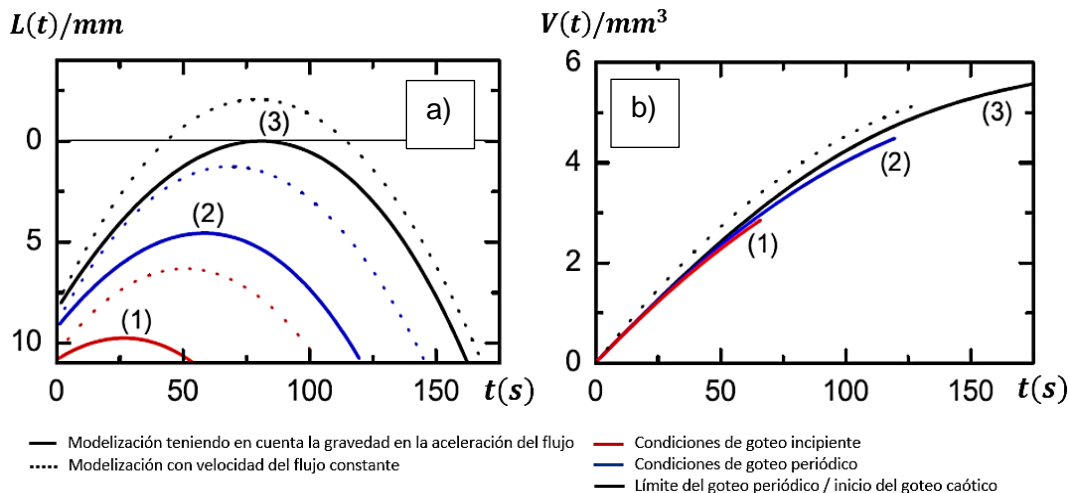 L(t)/mm
a)
0
5
10
(1)
(2)
(3)
0
50
100
150
t(s)
V(t)/mm³
b)
6
4
2
0
(1)
(2)
(3)
0
50
100
150
t(s)
Modelización teniendo en cuenta la gravedad en la aceleración del flujo
Modelización con velocidad del flujo constante
Condiciones de goteo incipiente
Condiciones de goteo periódico
Límite del goteo periódico / inicio del goteo caótico